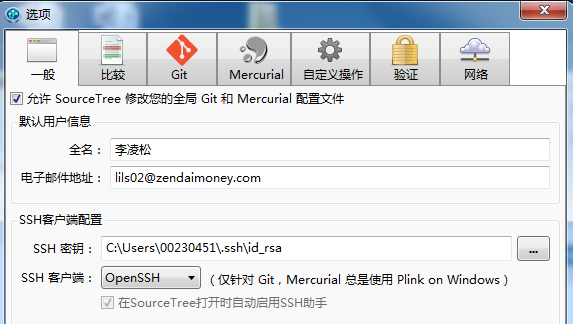 选项
一般 比较 Git Mercurial 自定义操作 验证 网络
允许 SourceTree 修改您的全局 Git 和 Mercurial 配置文件
默认用户信息
全名： 李凌松
电子邮件地址： lils02@zendaimoney.com
SSH客户端配置
SSH 密钥： C:\Users\00230451\.ssh\id_rsa ...
SSH 客户端： OpenSSH （仅针对 Git，Mercurial 总是使用 Plink on Windows）
在SourceTree打开时自动启用SSH助手